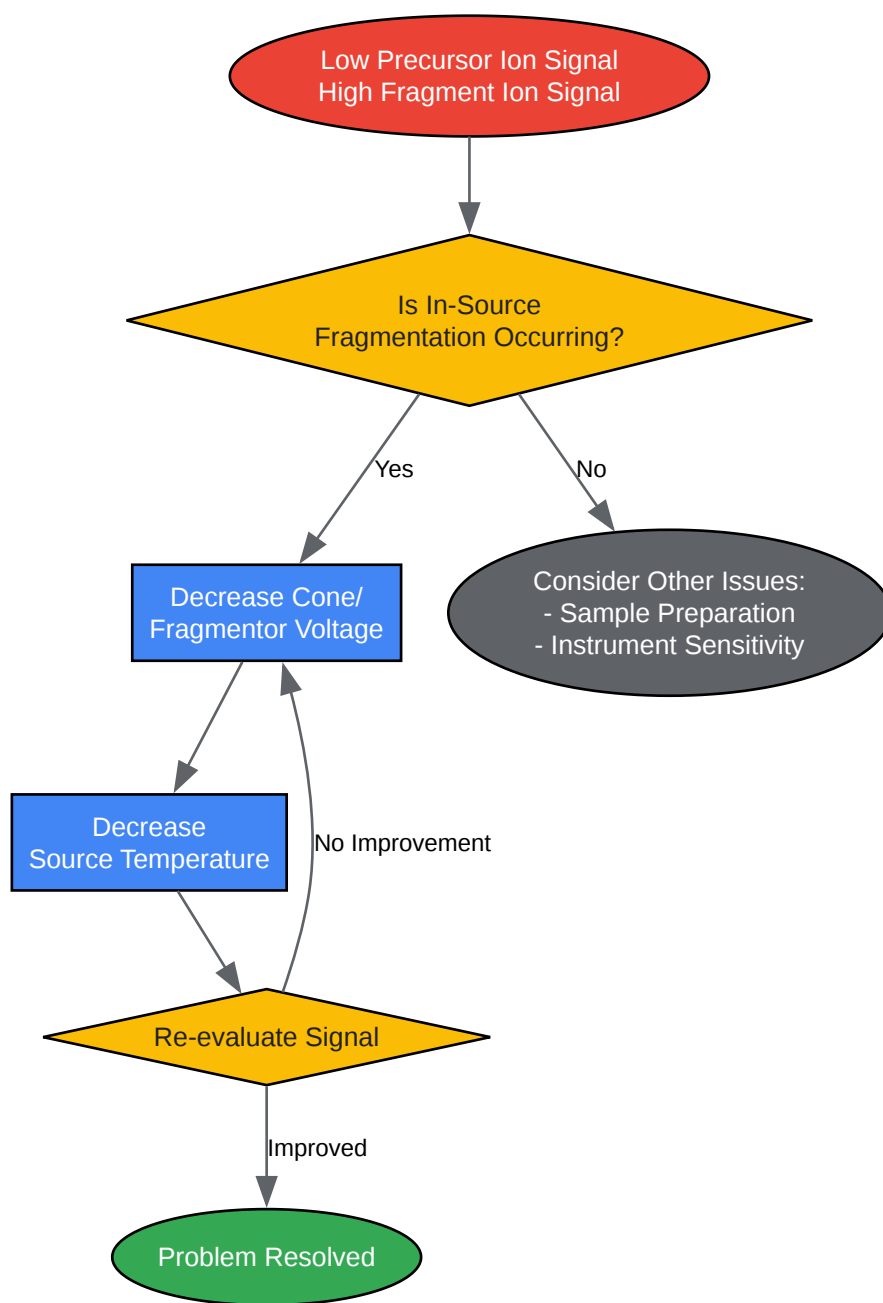 Low Precursor Ion Signal
High Fragment Ion Signal
Is In-Source
Fragmentation Occurring?
Yes
No
Decrease Cone/
Fragmentor Voltage
Consider Other Issues:
- Sample Preparation
- Instrument Sensitivity
Decrease
Source Temperature
No Improvement
Re-evaluate Signal
Improved
Problem Resolved